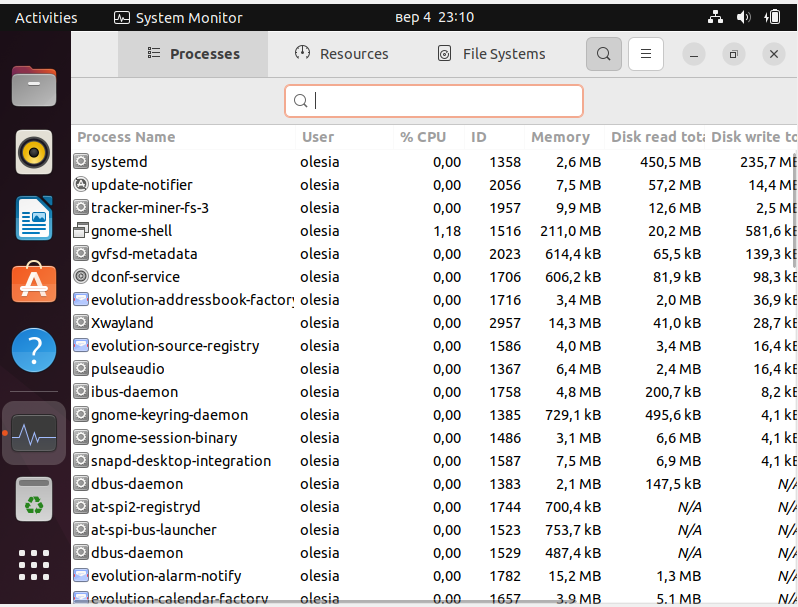 Activities System Monitor вер 4 23:10
Processes Resources File Systems
Process Name User % CPU ID Memory Disk read tota Disk write to
systemd olesia 0,00 1358 2,6 MB 450,5 MB 235,7 MB
update-notifier olesia 0,00 2056 7,5 MB 57,2 MB 14,4 MB
tracker-miner-fs-3 olesia 0,00 1957 9,9 MB 12,6 MB 2,5 MB
gnome-shell olesia 1,18 1516 211,0 MB 20,2 MB 581,6 kB
gvfsd-metadata olesia 0,00 2023 614,4 kB 65,5 kB 139,3 kB
dconf-service olesia 0,00 1706 606,2 kB 81,9 kB 98,3 kB
evolution-addressbook-factory olesia 0,00 1716 3,4 MB 2,0 MB 36,9 kB
Xwayland olesia 0,00 2957 14,3 MB 41,0 kB 28,7 kB
evolution-source-registry olesia 0,00 1586 4,0 MB 3,4 MB 16,4 kB
pulseaudio olesia 0,00 1367 6,4 MB 2,4 MB 16,4 kB
ibus-daemon olesia 0,00 1758 4,8 MB 200,7 kB 8,2 kB
gnome-keyring-daemon olesia 0,00 1385 729,1 kB 495,6 kB 4,1 kB
gnome-session-binary olesia 0,00 1486 3,1 MB 6,6 MB 4,1 kB
snapd-desktop-integration olesia 0,00 1587 7,5 MB 6,9 MB 4,1 kB
dbus-daemon olesia 0,00 1383 2,1 MB 147,5 kB N/A
at-spi2-registryd olesia 0,00 1744 700,4 kB N/A N/A
at-spi-bus-launcher olesia 0,00 1523 753,7 kB N/A N/A
dbus-daemon olesia 0,00 1529 487,4 kB N/A N/A
evolution-alarm-notify olesia 0,00 1782 15,2 MB 1,3 MB N/A
evolution-calendar-factory olesia 0,00 1657 3,9 MB 5,1 MB N/A